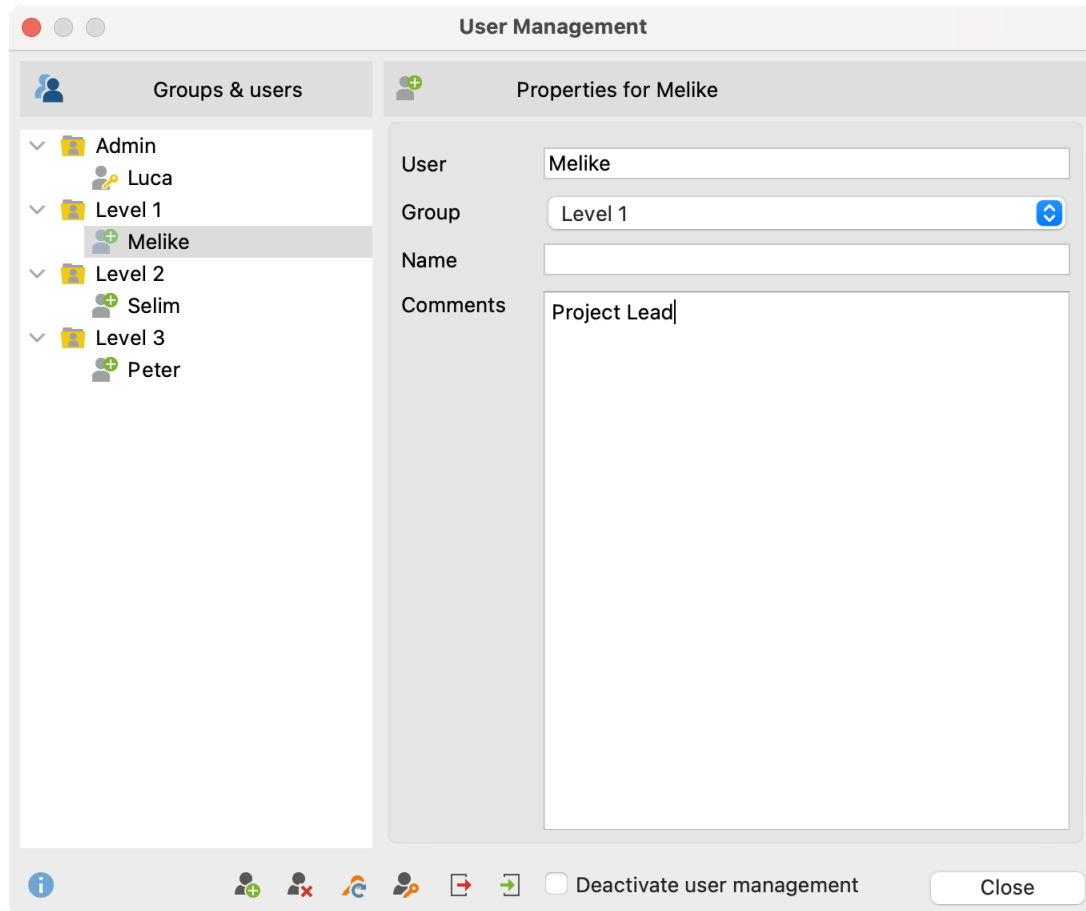 User Management
Groups & users
Admin
Luca
Level 1
Melike
Level 2
Selim
Level 3
Peter
Properties for Melike
User Melike
Group Level 1
Name
Comments Project Lead
Deactivate user management
Close